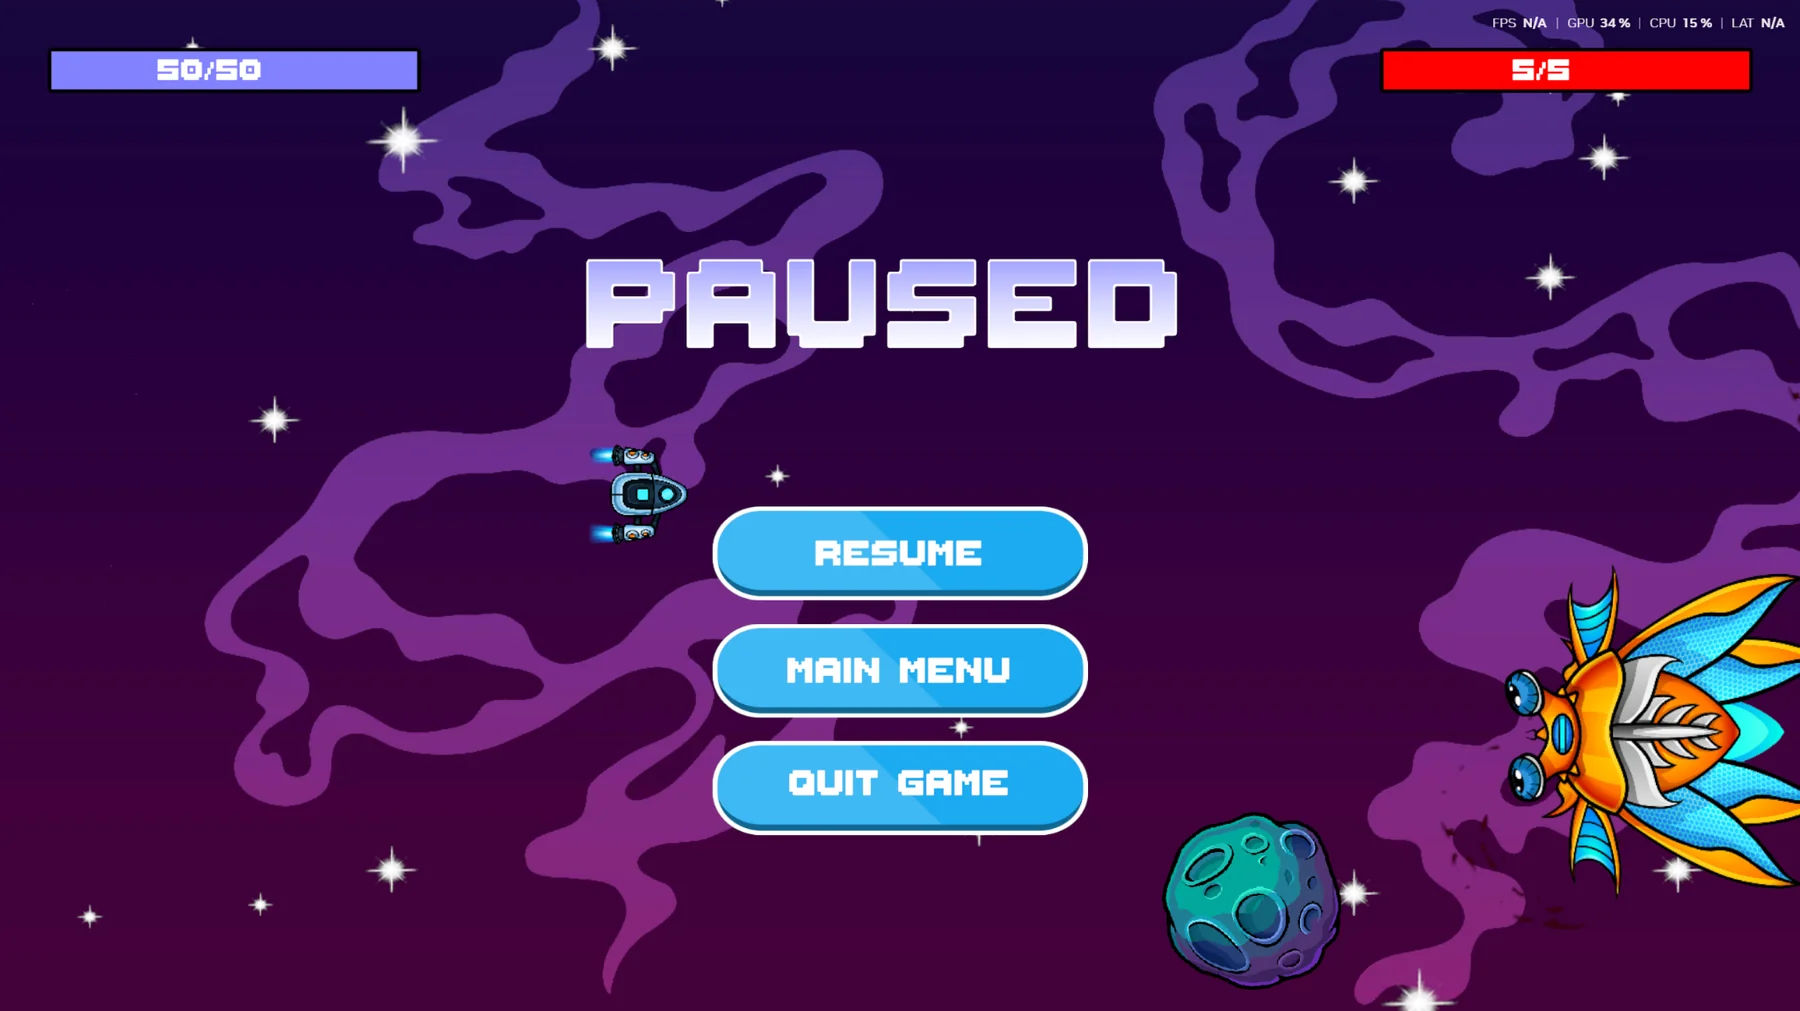 FPS N/A | GPU 34% | CPU 15% | LAT N/A
50/50
5/5
PAUSED
RESUME
MAIN MENU
QUIT GAME